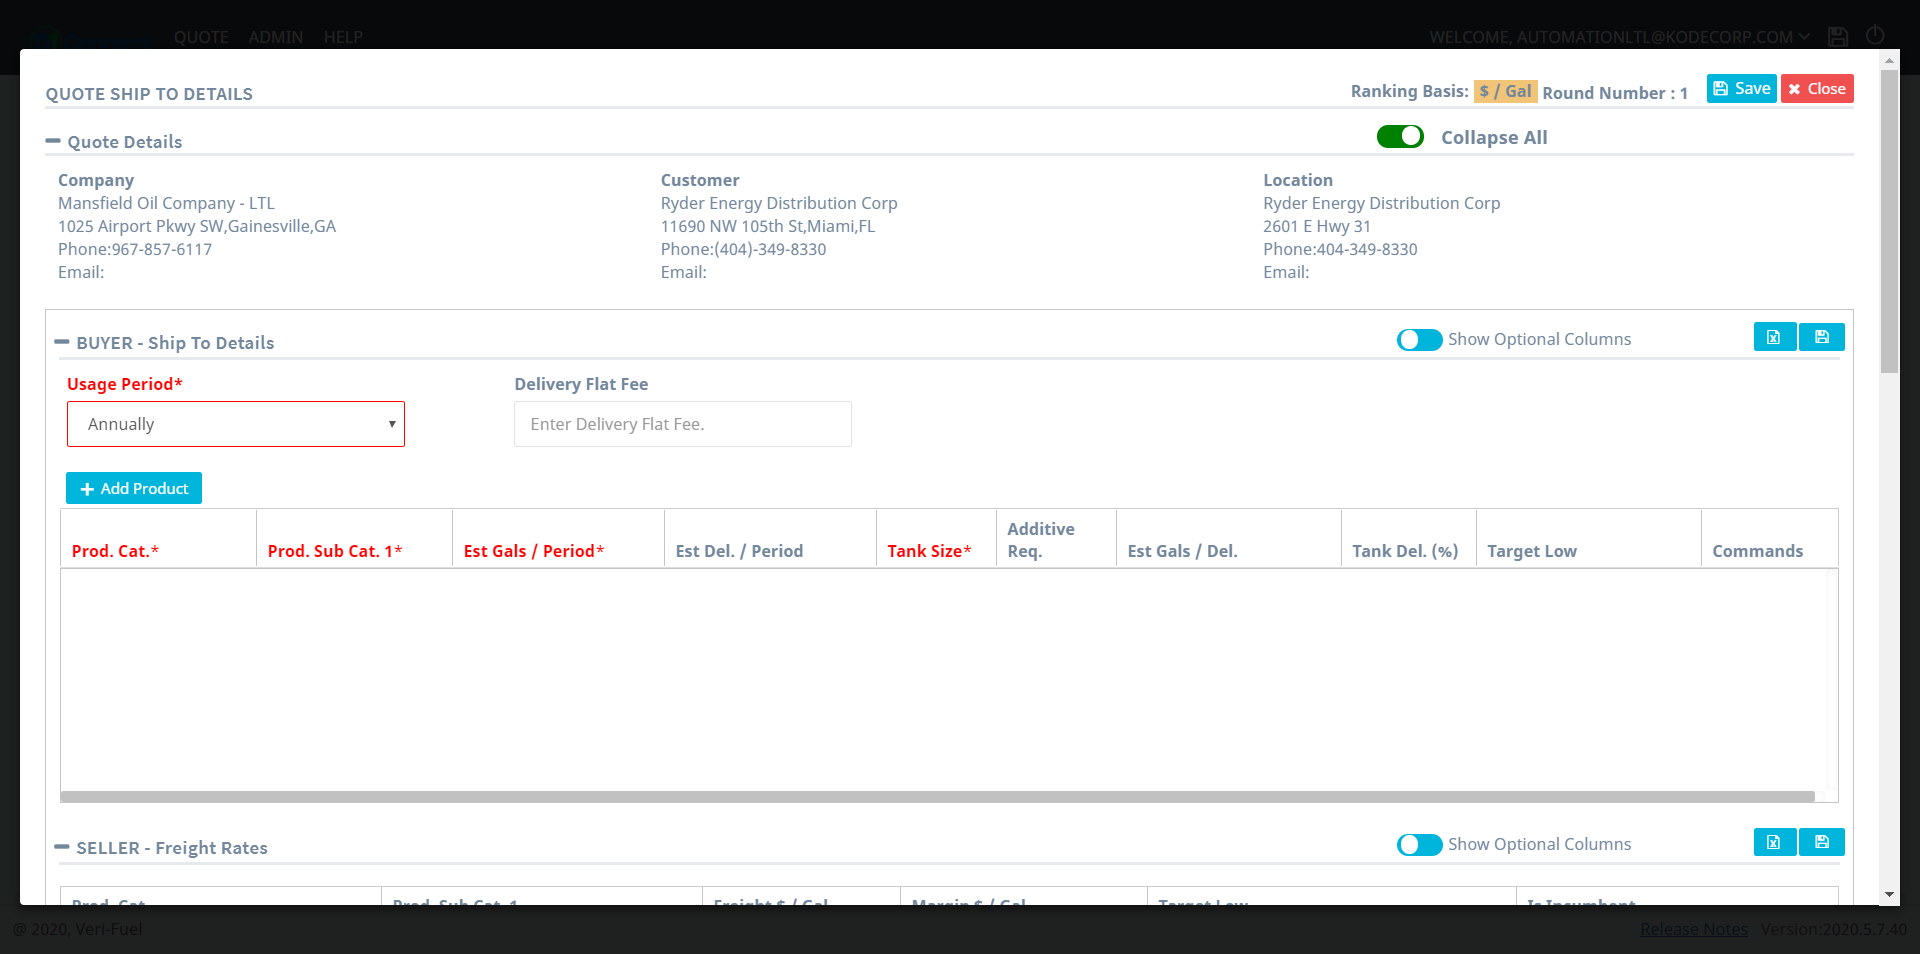 QUOTE ADMIN HELP WELCOME, AUTOMATIONLTL@KODECORP.COM
QUOTE SHIP TO DETAILS Ranking Basis: $ / Gal Round Number : 1 Save Close
Quote Details Collapse All
Company Customer Location
Mansfield Oil Company - LTL Ryder Energy Distribution Corp Ryder Energy Distribution Corp
1025 Airport Pkwy SW,Gainesville,GA 11690 NW 105th St,Miami,FL 2601 E Hwy 31
Phone:967-857-6117 Phone:(404)-349-8330 Phone:404-349-8330
Email: Email: Email:
BUYER - Ship To Details Show Optional Columns
Usage Period* Delivery Flat Fee
Annually Enter Delivery Flat Fee.
Add Product
Prod. Cat.* Prod. Sub Cat. 1* Est Gals / Period* Est Del. / Period Tank Size* Additive Req. Est Gals / Del. Tank Del. (%) Target Low Commands
SELLER - Freight Rates Show Optional Columns
Prod. Cat. Prod. Sub Cat. 1 Freight $ / Gal Margin $ / Gal Target Low Is Incumbent
@ 2020, Veri-Fuel Release Notes Version:2020.5.7.40